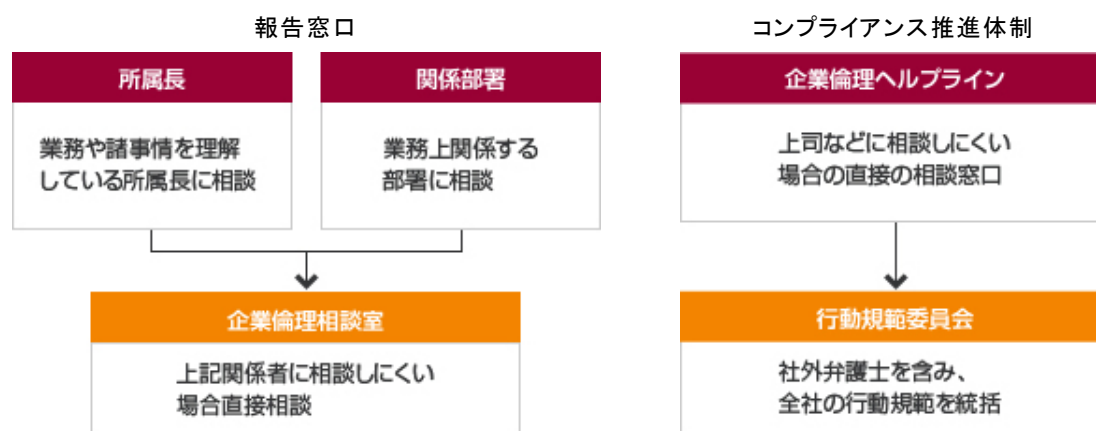 報告窓口
所属長
業務や諸事情を理解
している所属長に相談
関係部署
業務上関係する
部署に相談
企業倫理相談室
上記関係者に相談しにくい
場合直接相談
コンプライアンス推進体制
企業倫理ヘルプライン
上司などに相談しにくい
場合の直接の相談窓口
行動規範委員会
社外弁護士を含み、
全社の行動規範を統括